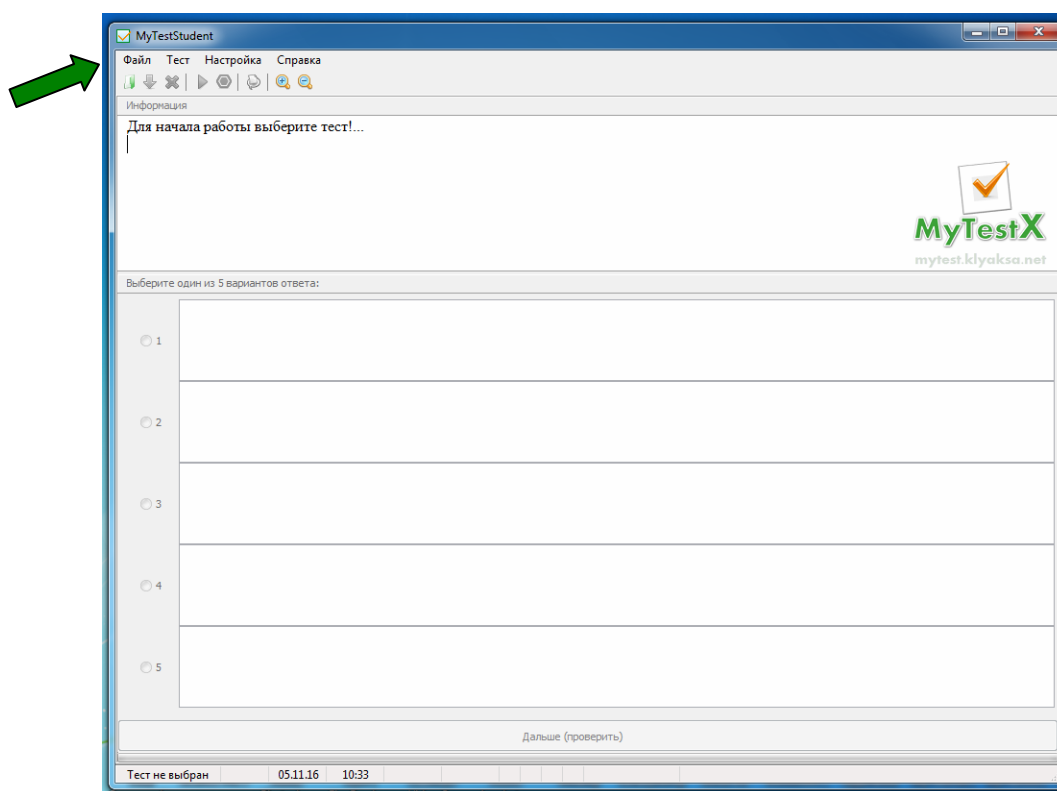 MyTestStudent
Файл Тест Настройка Справка
Информация
Для начала работы выберите тест!...
MyTestX
mytest.klyaksa.net
Выберите один из 5 вариантов ответа:
1
2
3
4
5
Дальше (проверить)
Тест не выбран 05.11.16 10:33